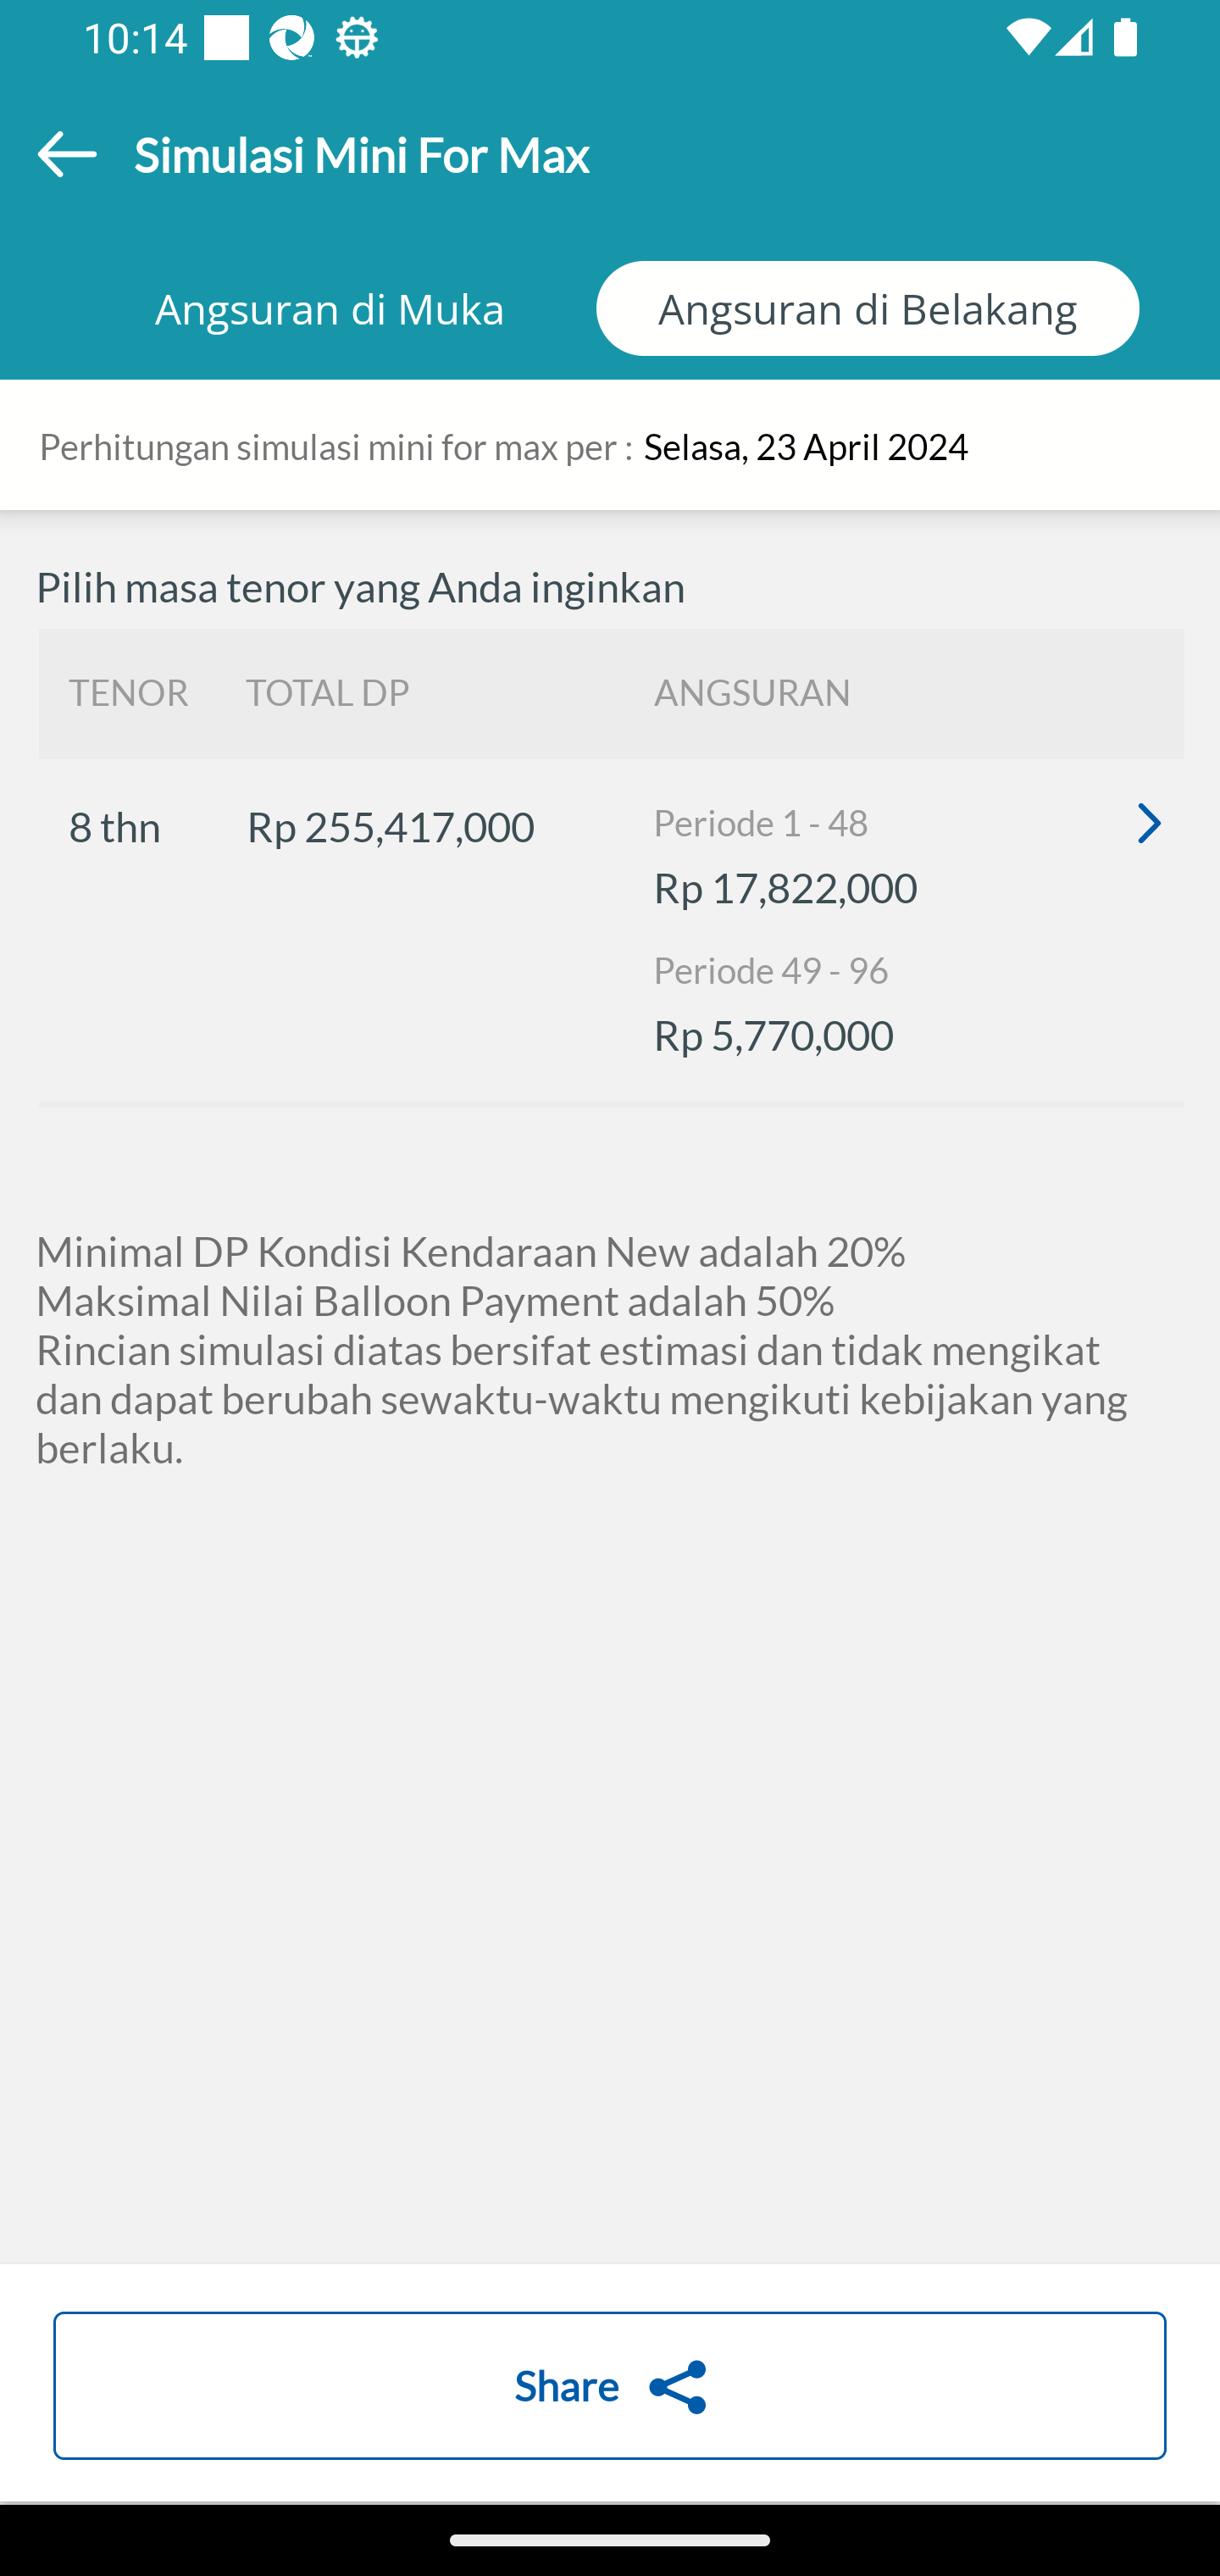 10:14
Simulasi Mini For Max
Angsuran di Muka
Angsuran di Belakang
Perhitungan simulasi mini for max per : Selasa, 23 April 2024
Pilih masa tenor yang Anda inginkan
TENOR TOTAL DP ANGSURAN
8 thn Rp 255,417,000 Periode 1 - 48
Rp 17,822,000
Periode 49 - 96
Rp 5,770,000
Minimal DP Kondisi Kendaraan New adalah 20%
Maksimal Nilai Balloon Payment adalah 50%
Rincian simulasi diatas bersifat estimasi dan tidak mengikat
dan dapat berubah sewaktu-waktu mengikuti kebijakan yang
berlaku.
Share